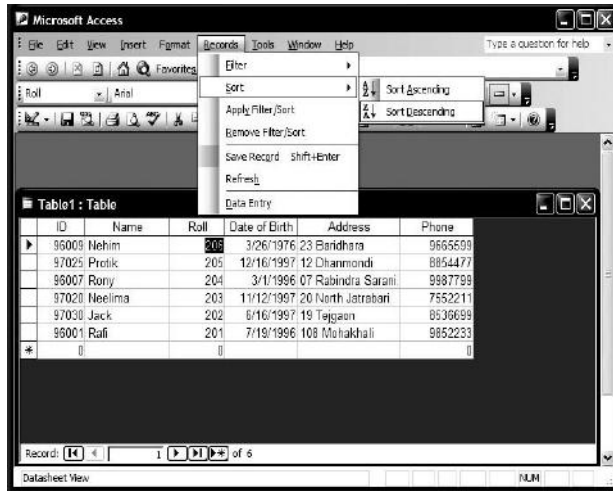 Microsoft Access
File Edit View Insert Format Records Tools Window Help Type a question for help
Favorites
Roll Arial
Filter
Sort
Apply Filter/Sort
Remove Filter/Sort
Save Record Shift+Enter
Refresh
Data Entry
Sort Ascending
Sort Descending
Table1 : Table
ID Name Roll Date of Birth Address Phone
96009 Nehim 206 3/26/1976 23 Baridhara 9665599
97025 Protik 205 12/16/1997 12 Dhanmondi 8854477
96007 Rony 204 3/1/1996 07 Rabindra Sarani 9987799
97020 Neelima 203 11/12/1997 20 North Jatrabari 7552211
97030 Jack 202 6/16/1997 19 Tejgaon 8536699
96001 Rafi 201 7/19/1996 108 Mohakhali 9852233
0 0 0
Record: 1 of 6
Datasheet View NUM